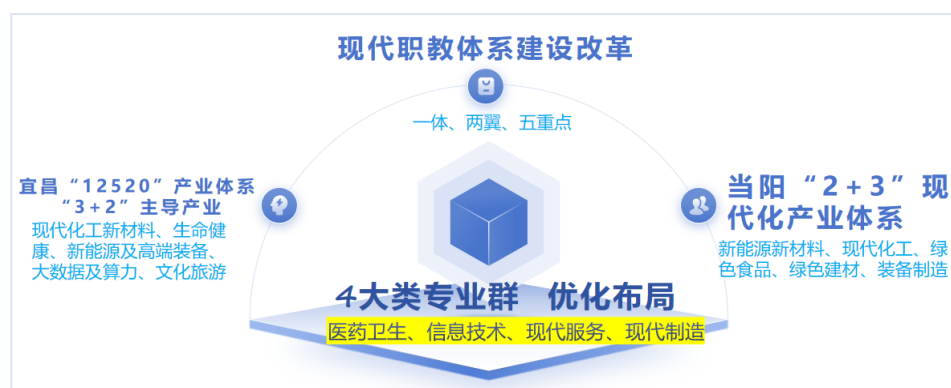 现代职教体系建设改革
一体、两翼、五重点
宜昌“12520”产业体系
“3+2”主导产业
现代化工新材料、生命健
康、新能源及高端装备、
大数据及算力、文化旅游
当阳“2+3”现
代化产业体系
新能源新材料、现代化工、绿
色食品、绿色建材、装备制造
4大类专业群 优化布局
医药卫生、信息技术、现代服务、现代制造